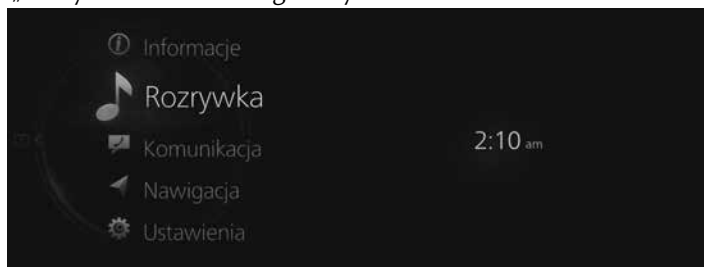 Informacje
Rozrywka
Komunikacja
2:10 am
Nawigacja
Ustawienia